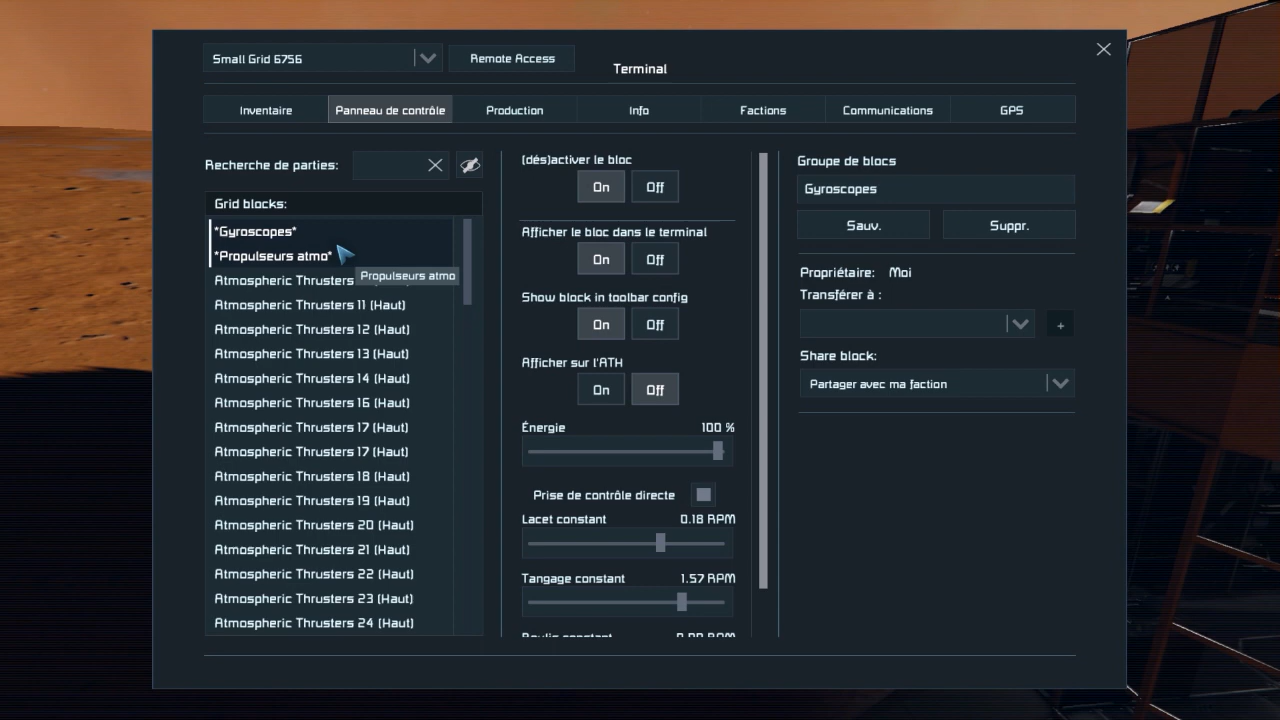 Small Grid 6756
Remote Access
Terminal
Inventaire
Panneau de contrôle
Production
Info
Factions
Communications
GPS
Recherche de parties:
Grid blocks:
*Gyroscopes*
*Propulseurs atmo*
Propulseurs atmo
Atmospheric Thrusters
Atmospheric Thrusters 11 (Haut)
Atmospheric Thrusters 12 (Haut)
Atmospheric Thrusters 13 (Haut)
Atmospheric Thrusters 14 (Haut)
Atmospheric Thrusters 16 (Haut)
Atmospheric Thrusters 17 (Haut)
Atmospheric Thrusters 17 (Haut)
Atmospheric Thrusters 18 (Haut)
Atmospheric Thrusters 19 (Haut)
Atmospheric Thrusters 20 (Haut)
Atmospheric Thrusters 21 (Haut)
Atmospheric Thrusters 22 (Haut)
Atmospheric Thrusters 23 (Haut)
Atmospheric Thrusters 24 (Haut)
(dés)activer le bloc
On Off
Afficher le bloc dans le terminal
On Off
Show block in toolbar config
On Off
Afficher sur l'ATH
On Off
Énergie 100 %
Prise de contrôle directe
Lacet constant 0.18 RPM
Tangage constant 1.57 RPM
Groupe de blocs
Gyroscopes
Sauv. Suppr.
Propriétaire: Moi
Transférer à :
+
Share block:
Partager avec ma faction